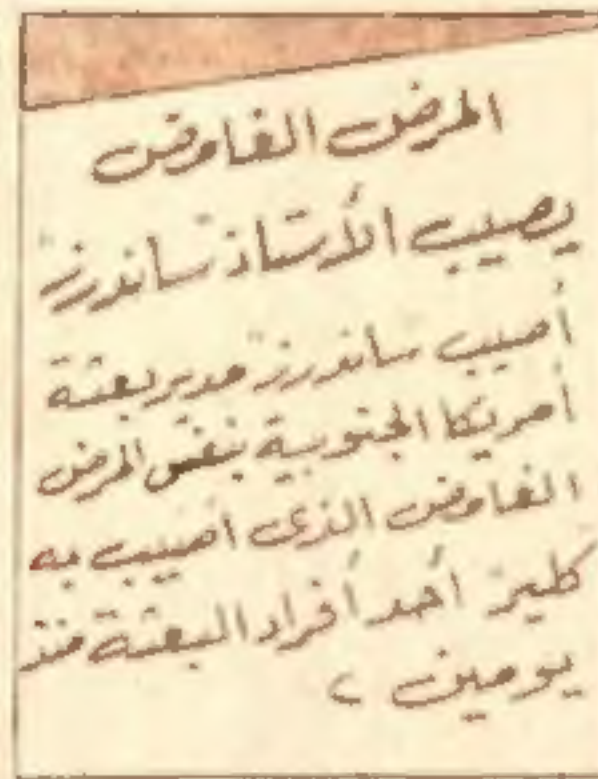 المرض الغامض
يصيب الأستاذ "ساندرز"
أصيب "ساندرز" مدير بعثة
أمريكا الجنوبية بنفس المرض
الغامض الذى أصيب به
كلير أحد أفراد البعثة منذ
يومين ،